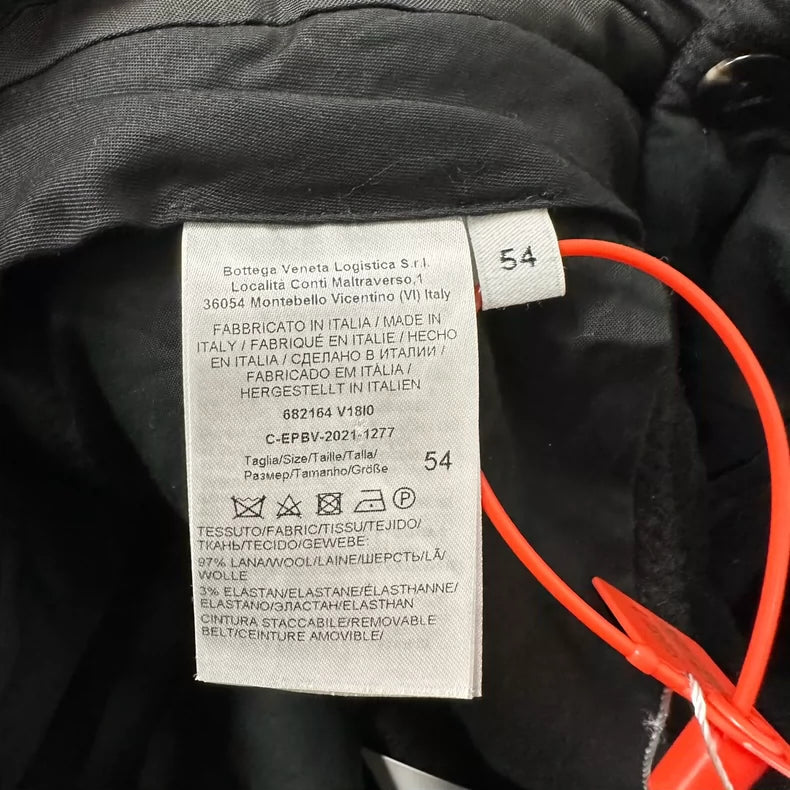 Bottega Veneta Logistica S.r.l.
Località Conti Maltraverso,1
36054 Montebello Vicentino (VI) Italy
54
FABBRICATO IN ITALIA / MADE IN
ITALY / FABRIQUÉ EN ITALIE / HECHO
EN ITALIA / СДЕЛАНО В ИТАЛИИ /
FABRICADO EM ITÀLIA /
HERGESTELLT IN ITALIEN
682164 V18I0
C-EPBV-2021-1277
Taglia/Size/Taille/Talla/
Размер/Tamanho/Größe
54
P
TESSUTO/FABRIC/TISSU/TEJIDO/
ТКАНЬ/TECIDO/GEWEBE:
97% LANA/WOOL/LAINE/ШЕРСТЬ/LÃ/
WOLLE
3% ELASTAN/ELASTANE/ÉLASTHANNE/
ELASTANO/ЭЛАСТАН/ELASTHAN
CINTURA STACCABILE/REMOVABLE
BELT/CEINTURE AMOVIBLE/